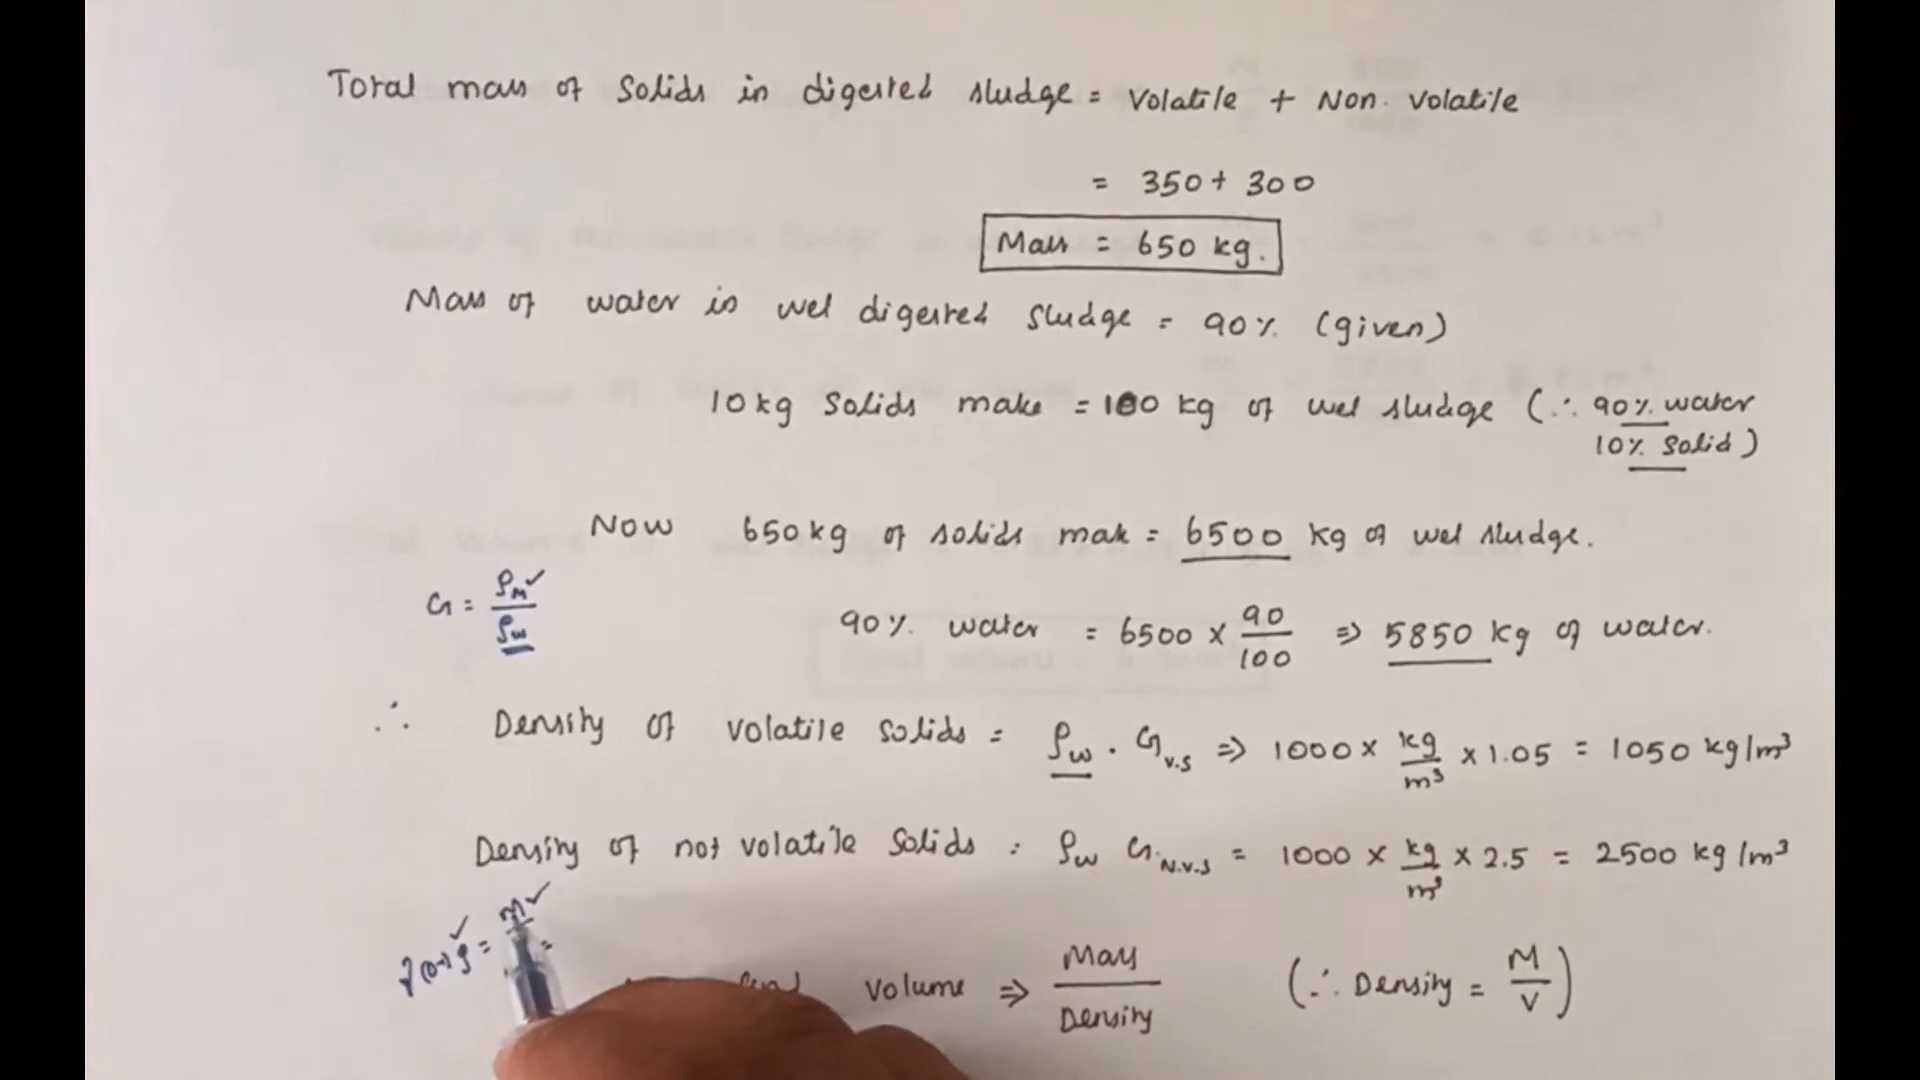 Total mass of Solids in digested sludge = Volatile + Non. Volatile
= 350 + 300
Mass = 650 kg.
Mass of water in wet digested sludge = 90% (given)
10 kg Solids make = 100 kg of wet sludge (∵ 90% water
10% Solid)
Now 650 kg of solids mak = 6500 kg of wet sludge.
G = ρM ✓ / ρw
90% water = 6500 × 90/100 ⇒ 5850 kg of water.
∴ Density of volatile solids = ρw . G v.s ⇒ 1000 × kg/m³ × 1.05 = 1050 kg/m³
Density of not volatile Solids = ρw G N.V.S = 1000 × kg/m³ × 2.5 = 2500 kg/m³
ρ ✓ = M ✓ =
Volume ⇒ Mass/Density (∵ Density = M/V)